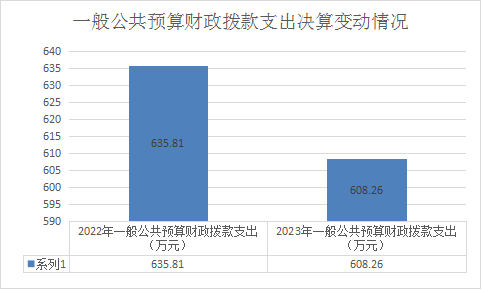 一般公共预算财政拨款支出决算变动情况
640
635
630
625
620
615
610
605
600
595
590
635.81
608.26
2022年一般公共预算财政拨款支出
（万元）
2023年一般公共预算财政拨款支出
（万元）
系列1
635.81
608.26